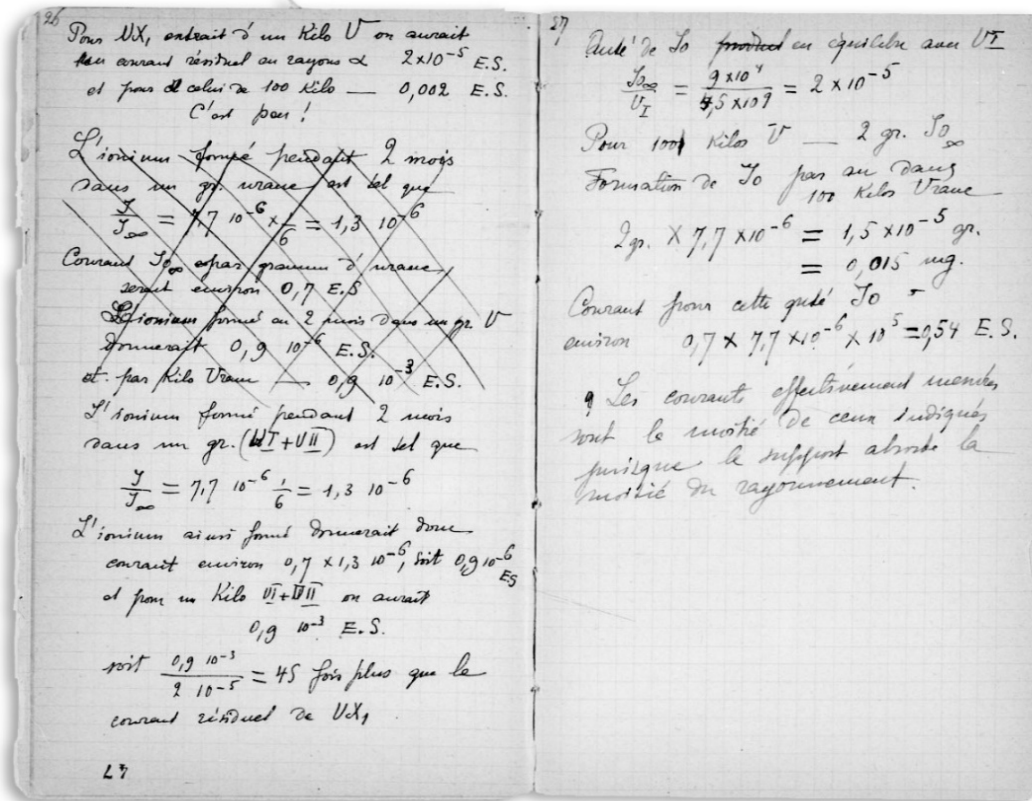 26
Pour UX₁ extrait d'un Kilo U on aurait
un courant résiduel en rayons α 2×10⁻⁵ E.S.
et pour celui de 100 Kilo — 0,002 E.S.
C'est peu!
L'ionium formé pendant 2 mois
dans un gr. urane est tel que
I/I∞ = 7,7 10⁻⁶ × 1/6 = 1,3 10⁻⁶
Courant Io∞ par gramme d'urane
serait environ 0,7 E.S
L'ionium formé en 2 mois dans un gr. U
donnerait 0,9 10⁻⁶ E.S.
et par Kilo Urane — 0,9 10⁻³ E.S.
L'ionium formé pendant 2 mois
dans un gr. (UI + UII) est tel que
I/I∞ = 7,7 10⁻⁶ 1/6 = 1,3 10⁻⁶
L'ionium ainsi formé donnerait donc
courant environ 0,7 × 1,3 10⁻⁶, soit 0,9 10⁻⁶ ES
et pour un Kilo UI + UII on aurait
0,9 10⁻³ E.S.
soit 0,9 10⁻³ / 2 10⁻⁵ = 45 fois plus que le
courant résiduel de UX₁
27
27
Qnté de Io produit en équilibre avec UI
Io∞/U_I = 9×10⁴/4,5×10⁹ = 2×10⁻⁵
Pour 100 Kilos U — 2 gr. Io∞
Formation de Io par an dans
100 Kilos Urane
2gr. × 7,7 ×10⁻⁶ = 1,5×10⁻⁵ gr.
= 0,015 mg.
Courant pour cette qnté Io
environ 0,7 × 7,7 ×10⁻⁶ × 10⁵ = 0,54 E.S.
Les courants effectivement mesurés
sont la moitié de ceux indiqués
puisque le support absorbe la
moitié du rayonnement.